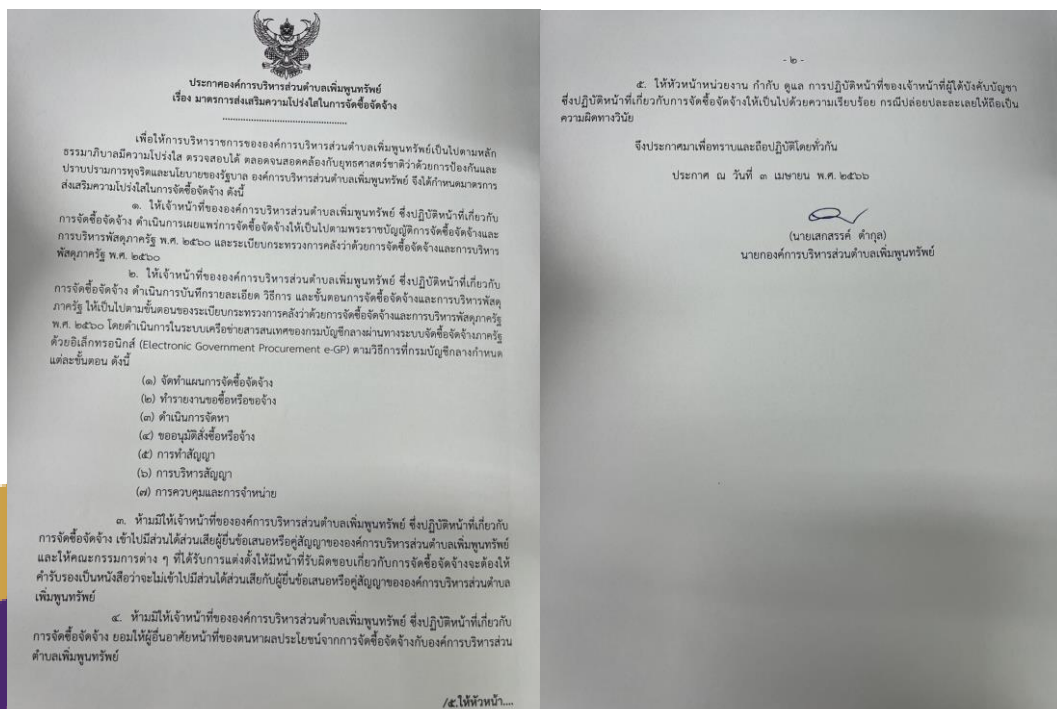 ประกาศองค์การบริหารส่วนตำบลเพิ่มพูนทรัพย์
เรื่อง มาตรการส่งเสริมความโปร่งใสในการจัดซื้อจัดจ้าง
เพื่อให้การบริหาราชการขององค์การบริหารส่วนตำบลเพิ่มพูนทรัพย์เป็นไปตามหลัก
ธรรมาภิบาลมีความโปร่งใส ตรวจสอบได้ ตลอดจนสอดคล้องกับยุทธศาสตร์ชาติว่าด้วยการป้องกันและ
ปราบปรามการทุจริตและนโยบายของรัฐบาล องค์การบริหารส่วนตำบลเพิ่มพูนทรัพย์ จึงได้กำหนดมาตรการ
ส่งเสริมความโปร่งใสในการจัดซื้อจัดจ้าง ดังนี้
๑. ให้เจ้าหน้าที่ขององค์การบริหารส่วนตำบลเพิ่มพูนทรัพย์ ซึ่งปฏิบัติหน้าที่เกี่ยวกับ
การจัดซื้อจัดจ้าง ดำเนินการเผยแพร่การจัดซื้อจัดจ้างให้เป็นไปตามพระราชบัญญัติการจัดซื้อจัดจ้างและ
การบริหารพัสดุภาครัฐ พ.ศ. ๒๕๖๐ และระเบียบกระทรวงการคลังว่าด้วยการจัดซื้อจัดจ้างและการบริหาร
พัสดุภาครัฐ พ.ศ. ๒๕๖๐
๒. ให้เจ้าหน้าที่ขององค์การบริหารส่วนตำบลเพิ่มพูนทรัพย์ ซึ่งปฏิบัติหน้าที่เกี่ยวกับ
การจัดซื้อจัดจ้าง ดำเนินการบันทึกรายละเอียด วิธีการ และขั้นตอนการจัดซื้อจัดจ้างและการบริหารพัสดุ
ภาครัฐ ให้เป็นไปตามขั้นตอนของระเบียบกระทรวงการคลังว่าด้วยการจัดซื้อจัดจ้างและการบริหารพัสดุภาครัฐ
พ.ศ. ๒๕๖๐ โดยดำเนินการในระบบเครือข่ายสารสนเทศของกรมบัญชีกลางผ่านทางระบบจัดซื้อจัดจ้างภาครัฐ
ด้วยอิเล็กทรอนิกส์ (Electronic Government Procurement e-GP) ตามวิธีการที่กรมบัญชีกลางกำหนด
แต่ละขั้นตอน ดังนี้
(๑) จัดทำแผนการจัดซื้อจัดจ้าง
(๒) ทำรายงานขอซื้อหรือขอจ้าง
(๓) ดำเนินการจัดหา
(๔) ขออนุมัติสั่งซื้อหรือจ้าง
(๕) การทำสัญญา
(๖) การบริหารสัญญา
(๗) การควบคุมและการจำหน่าย
๓. ห้ามมิให้เจ้าหน้าที่ขององค์การบริหารส่วนตำบลเพิ่มพูนทรัพย์ ซึ่งปฏิบัติหน้าที่เกี่ยวกับ
การจัดซื้อจัดจ้าง เข้าไปมีส่วนได้ส่วนเสียผู้ยื่นข้อเสนอหรือคู่สัญญาขององค์การบริหารส่วนตำบลเพิ่มพูนทรัพย์
และให้คณะกรรมการต่าง ๆ ที่ได้รับการแต่งตั้งให้มีหน้าที่รับผิดชอบเกี่ยวกับการจัดซื้อจัดจ้างจะต้องให้
คำรับรองเป็นหนังสือว่าจะไม่เข้าไปมีส่วนได้ส่วนเสียกับผู้ยื่นข้อเสนอหรือคู่สัญญาขององค์การบริหารส่วนตำบล
เพิ่มพูนทรัพย์
๔. ห้ามมิให้เจ้าหน้าที่ขององค์การบริหารส่วนตำบลเพิ่มพูนทรัพย์ ซึ่งปฏิบัติหน้าที่เกี่ยวกับ
การจัดซื้อจัดจ้าง ยอมให้ผู้อื่นอาศัยหน้าที่ของตนหาผลประโยชน์จากการจัดซื้อจัดจ้างกับองค์การบริหารส่วน
ตำบลเพิ่มพูนทรัพย์
/๕.ให้หัวหน้า....
- ๒ -
๕. ให้หัวหน้าหน่วยงาน กำกับ ดูแล การปฏิบัติหน้าที่ของเจ้าหน้าที่ผู้ใต้บังคับบัญชา
ซึ่งปฏิบัติหน้าที่เกี่ยวกับการจัดซื้อจัดจ้างให้เป็นไปด้วยความเรียบร้อย กรณีปล่อยปละละเลยให้ถือเป็น
ความผิดทางวินัย
จึงประกาศมาเพื่อทราบและถือปฏิบัติโดยทั่วกัน
ประกาศ ณ วันที่ ๓ เมษายน พ.ศ. ๒๕๖๖
(นายเสกสรรค์ ดำกุล)
นายกองค์การบริหารส่วนตำบลเพิ่มพูนทรัพย์